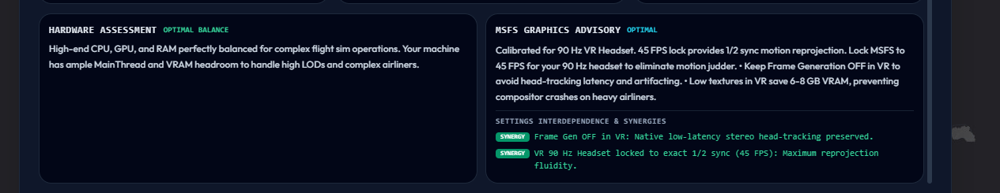 HARDWARE ASSESSMENT OPTIMAL BALANCE
High-end CPU, GPU, and RAM perfectly balanced for complex flight sim operations. Your machine
has ample MainThread and VRAM headroom to handle high LODs and complex airliners.
MSFS GRAPHICS ADVISORY OPTIMAL
Calibrated for 90 Hz VR Headset. 45 FPS lock provides 1/2 sync motion reprojection. Lock MSFS to
45 FPS for your 90 Hz headset to eliminate motion judder. • Keep Frame Generation OFF in VR to
avoid head-tracking latency and artifacting. • Low textures in VR save 6-8 GB VRAM, preventing
compositor crashes on heavy airliners.
SETTINGS INTERDEPENDENCE & SYNERGIES
SYNERGY Frame Gen OFF in VR: Native low-latency stereo head-tracking preserved.
SYNERGY VR 90 Hz Headset locked to exact 1/2 sync (45 FPS): Maximum reprojection
fluidity.